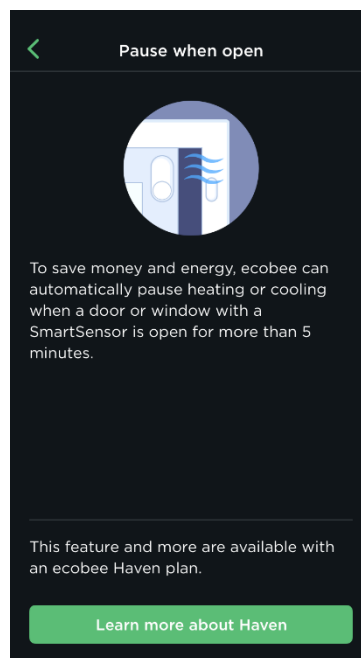 Pause when open
To save money and energy, ecobee can
automatically pause heating or cooling
when a door or window with a
SmartSensor is open for more than 5
minutes.
This feature and more are available with
an ecobee Haven plan.
Learn more about Haven